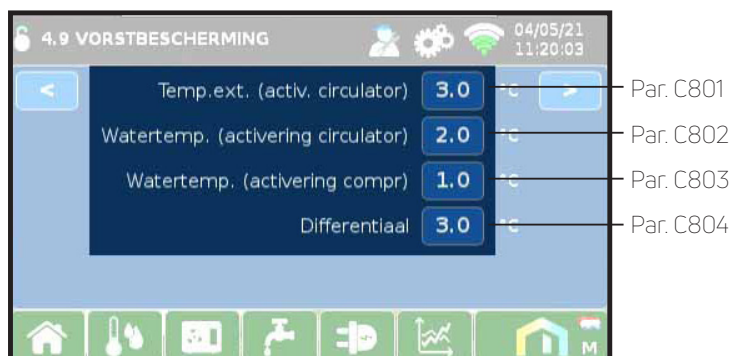 4.9 VORSTBESCHERMING
04/05/21
11:20:03
<
Temp.ext. (activ. circulator) 3.0 °C > Par. C801
Watertemp. (activering circulator) 2.0 °C Par. C802
Watertemp. (activering compr) 1.0 °C Par. C803
Differentiaal 3.0 °C Par. C804
M